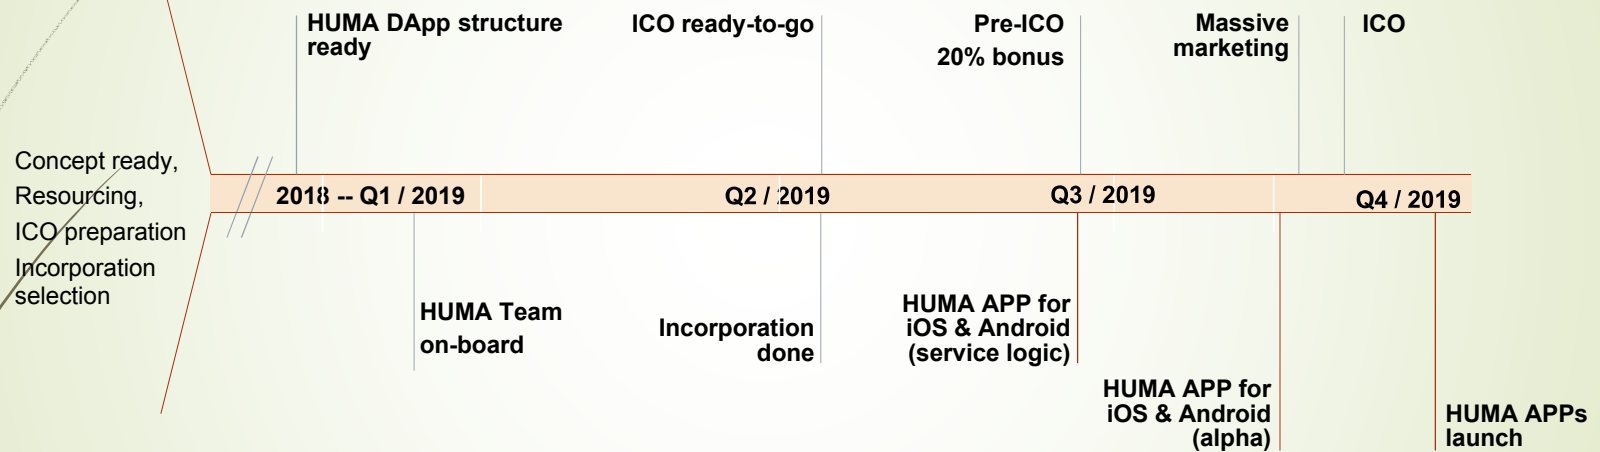 HUMA DApp structure
ready
ICO ready-to-go
Pre-ICO
20% bonus
Massive
marketing
ICO
Concept ready,
Resourcing,
ICO preparation
Incorporation
selection
2018 -- Q1 / 2019
Q2 / 2019
Q3 / 2019
Q4 / 2019
HUMA Team
on-board
Incorporation
done
HUMA APP for
iOS & Android
(service logic)
HUMA APP for
iOS & Android
(alpha)
HUMA APPs
launch